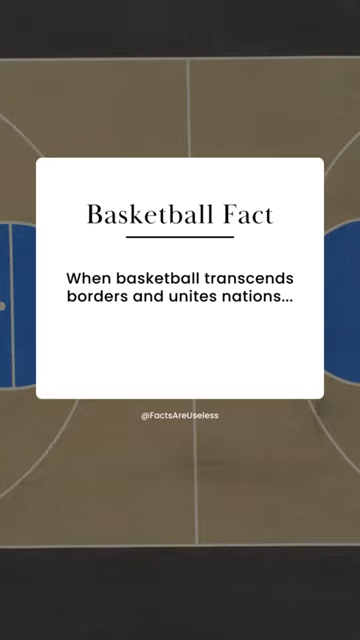 Basketball Fact
When basketball transcends
borders and unites nations...
@FactsAreUseless